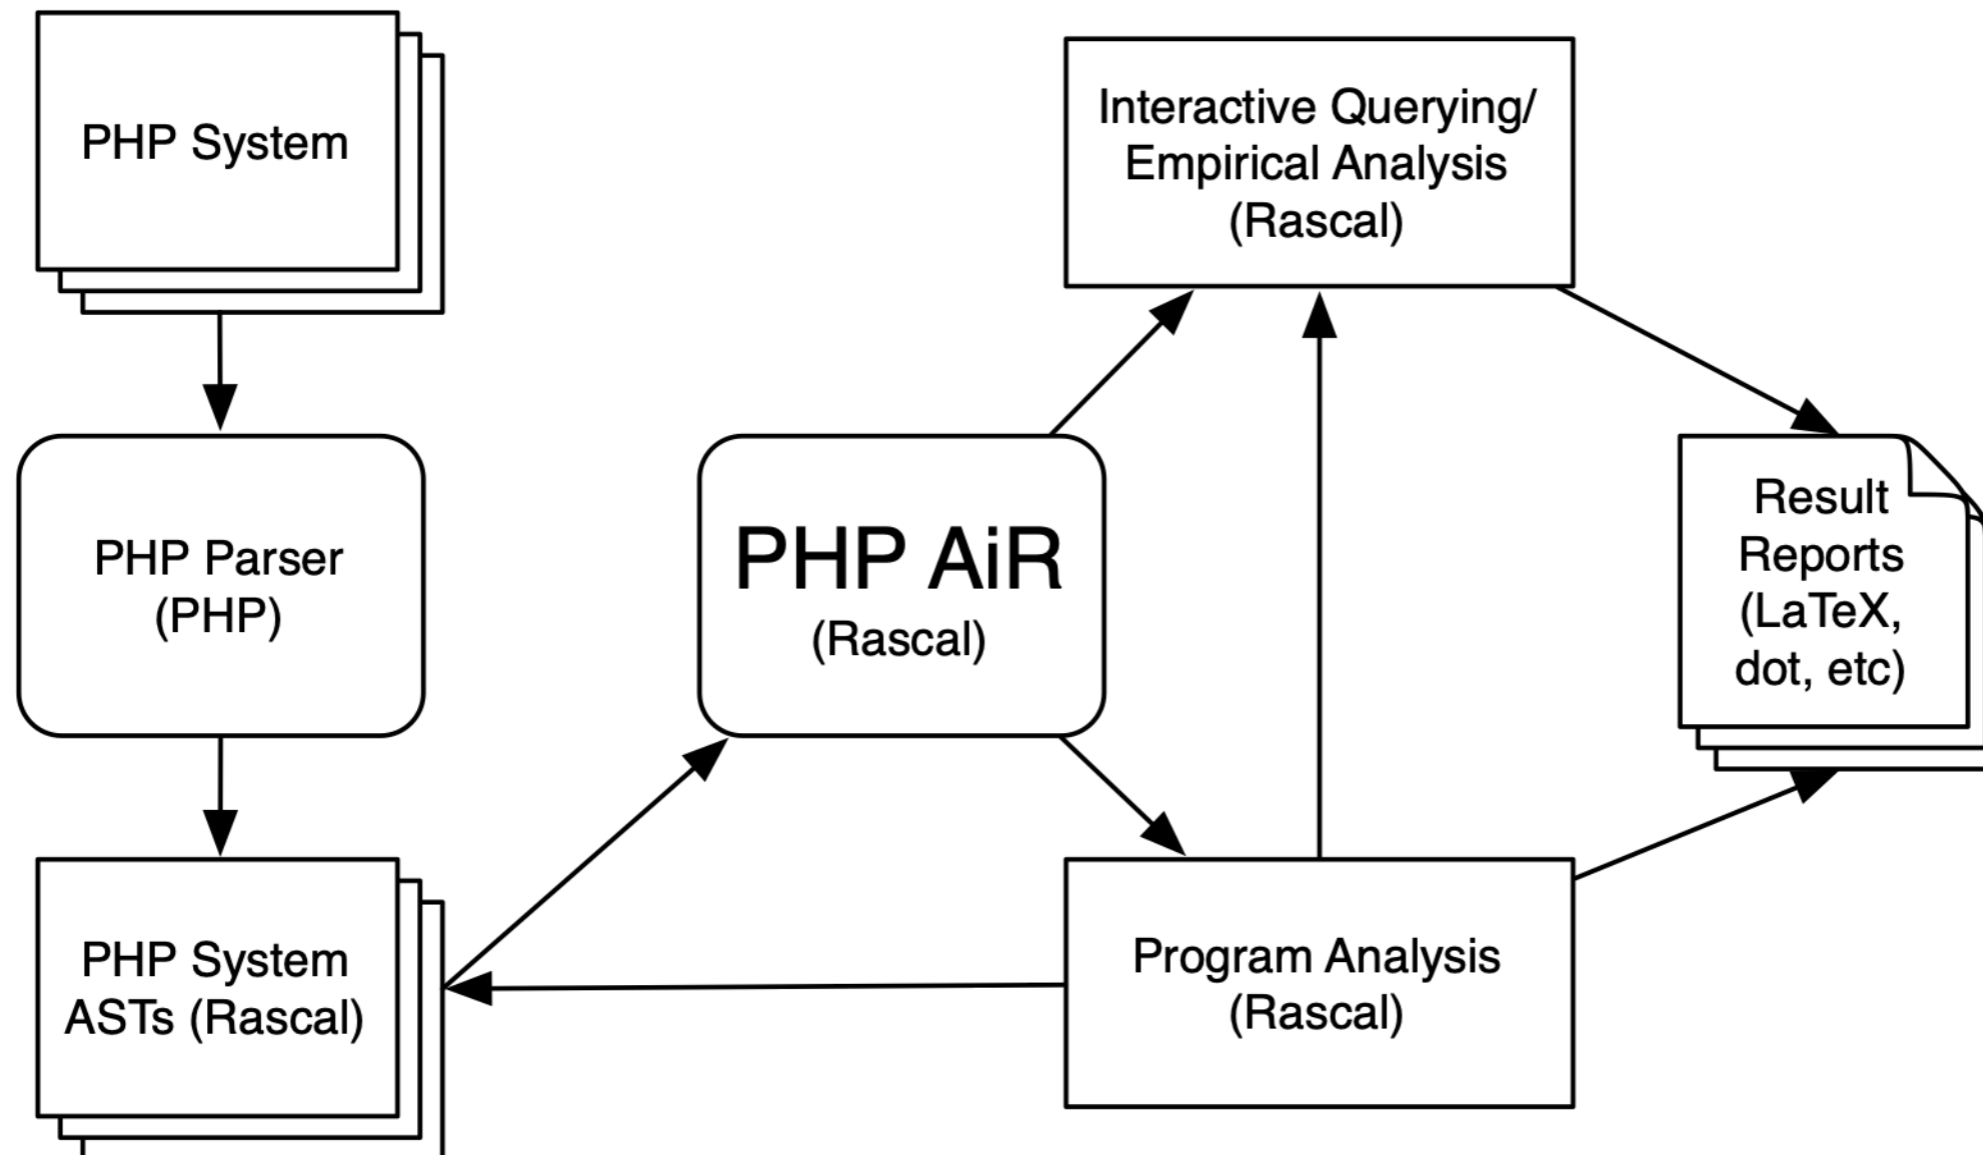 PHP System
PHP Parser
(PHP)
PHP System
ASTs (Rascal)
PHP AiR
(Rascal)
Interactive Querying/
Empirical Analysis
(Rascal)
Program Analysis
(Rascal)
Result
Reports
(LaTeX,
dot, etc)